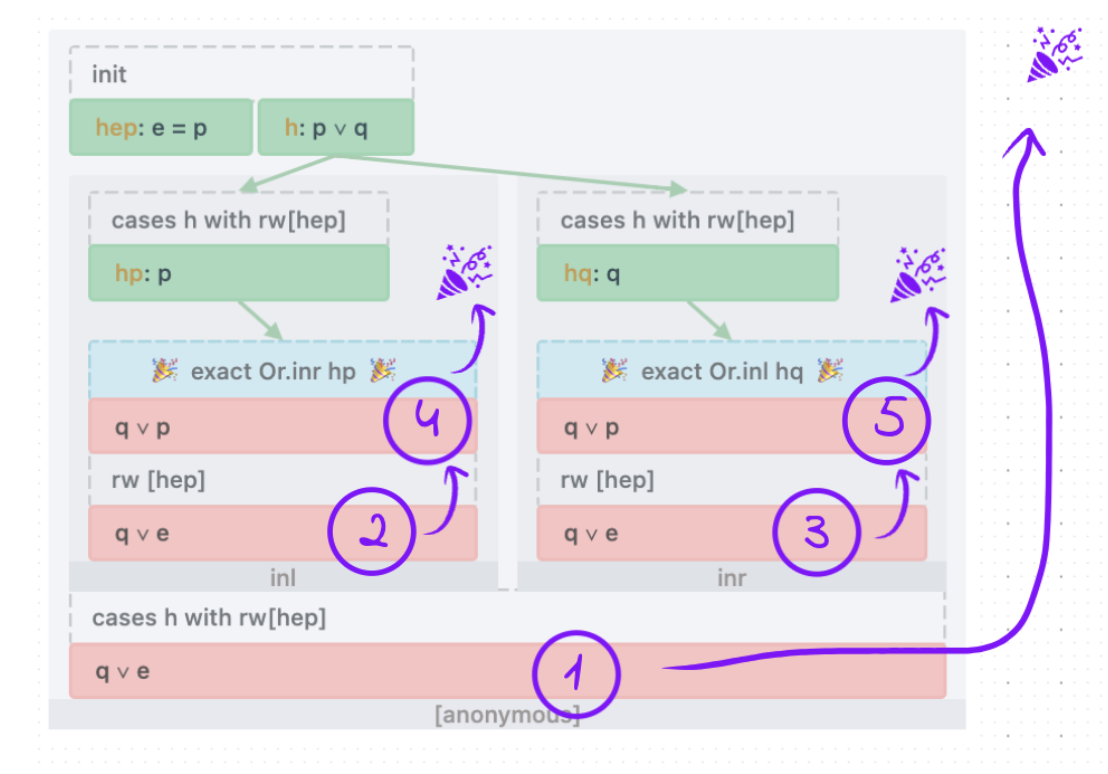 init
hep: e = p h: p ∨ q
cases h with rw[hep] cases h with rw[hep]
hp: p hq: q
🎉 exact Or.inr hp 🎉 🎉 exact Or.inl hq 🎉
q ∨ p 4 q ∨ p 5
rw [hep] rw [hep]
q ∨ e 2 q ∨ e 3
inl inr
cases h with rw[hep]
q ∨ e 1
[anonymous]